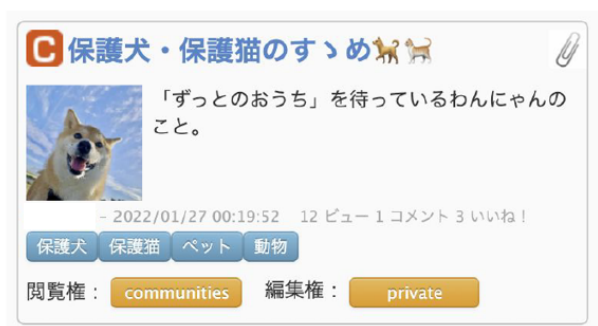 C 保護犬・保護猫のすゝめ🐕🐈
「ずっとのおうち」を待っているわんにゃんの
こと。
– 2022/01/27 00:19:52 12 ビュー 1 コメント 3 いいね！
保護犬 保護猫 ペット 動物
閲覧権： communities 編集権： private